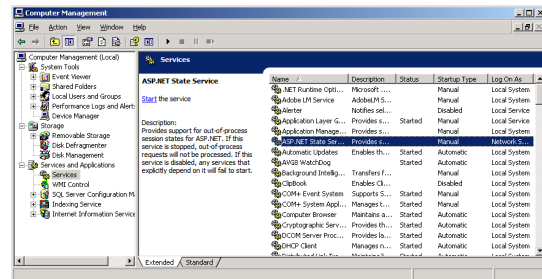 Computer Management
File Action View Window Help
Computer Management (Local)
System Tools
Event Viewer
Shared Folders
Local Users and Groups
Performance Logs and Alerts
Device Manager
Storage
Removable Storage
Disk Defragmenter
Disk Management
Services and Applications
Services
WMI Control
SQL Server Configuration M
Indexing Service
Internet Information Service
Services
ASP.NET State Service
Start the service
Description:
Provides support for out-of-process
session states for ASP.NET. If this
service is stopped, out-of-process
requests will not be processed. If this
service is disabled, any services that
explicitly depend on it will fail to start.
Name Description Status Startup Type Log On As
.NET Runtime Opti... Microsoft .... Manual Local System
Adobe LM Service AdobeLM S... Manual Local System
Alerter Notifies sel... Disabled Local Service
Application Layer G... Provides s... Started Manual Local Service
Application Manage... Provides s... Manual Local System
ASP.NET State Ser... Provides s... Manual Network S...
Automatic Updates Enables th... Started Automatic Local System
AVG8 WatchDog Started Automatic Local System
Background Intellig... Transfers f... Manual Local System
ClipBook Enables Cli... Disabled Local System
COM+ Event System Supports S... Started Manual Local System
COM+ System Appl... Manages t... Started Manual Local System
Computer Browser Maintains a... Started Automatic Local System
Cryptographic Serv... Provides th... Started Automatic Local System
DCOM Server Proc... Provides la... Started Automatic Local System
DHCP Client Manages n... Started Automatic Local System
Extended Standard